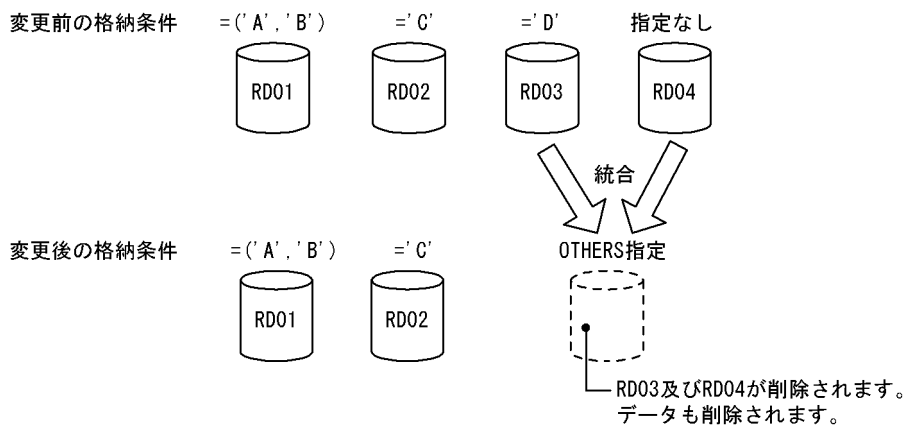 変更前の格納条件 =('A','B') ='C' ='D' 指定なし
RD01 RD02 RD03 RD04
統合
変更後の格納条件 =('A','B') ='C' OTHERS指定
RD01 RD02
RD03及びRD04が削除されます。
データも削除されます。